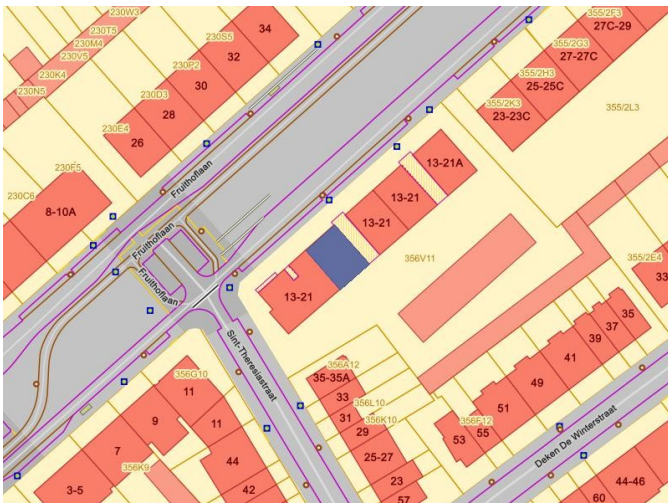 230W3
230T5
230M4
230V5
230K4
230N5
230S5
34
32
230P2
30
230D3
28
230E4
26
230F5
230C6
8-10A
Fruithoflaan
Fruithoflaan
Fruithoflaan
355/2F3
27C-29
355/2G3
27-27C
355/2H3
25-25C
355/2K3
23-23C
355/2L3
13-21A
13-21
13-21
13-21
356V11
355/2E4
33
35
37
39
41
49
51
55
53
356F12
Sint-Theresiastraat
356A12
35-35A
33
356L10
31
356K10
29
25-27
23
57
356G10
11
11
9
7
44
42
356K9
3-5
Deken De Winterstraat
44-46
60